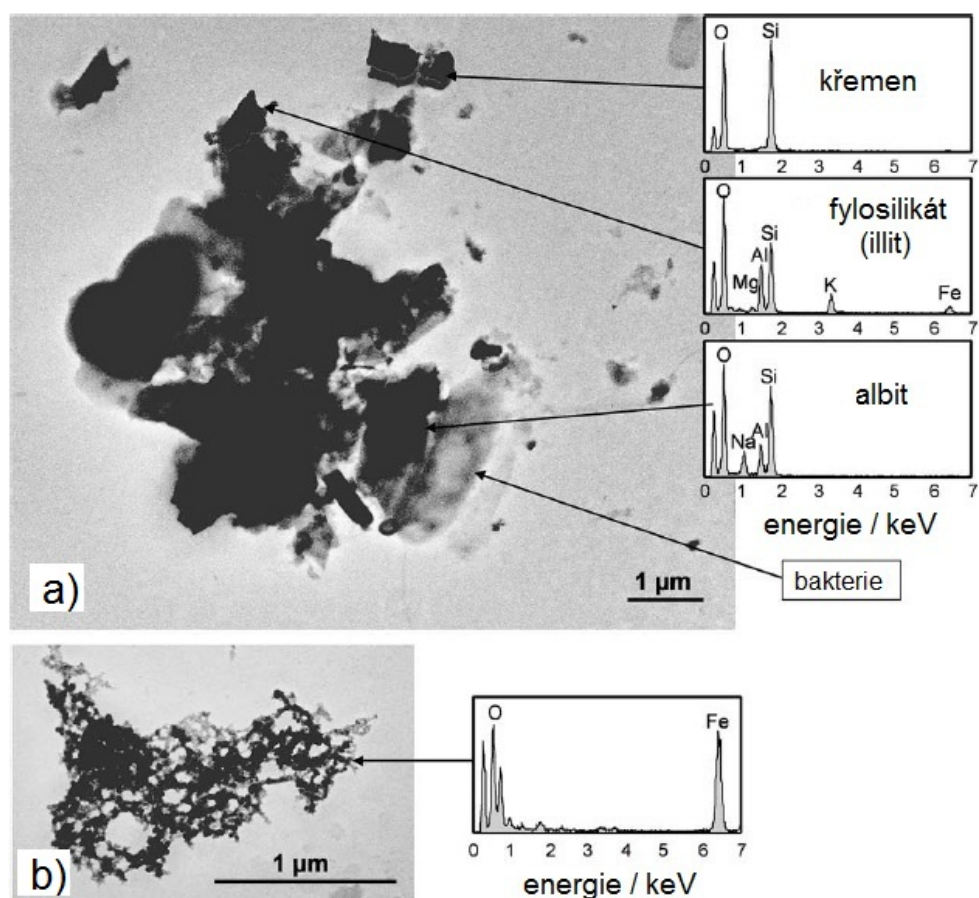 O
Si
křemen
0 1 2 3 4 5 6 7
O
fylosilikát
(illit)
Si
Al
Mg
K
Fe
0 1 2 3 4 5 6 7
O
Si
albit
Na
Al
0 1 2 3 4 5 6 7
energie / keV
bakterie
a)
1 µm
O
Fe
0 1 2 3 4 5 6 7
energie / keV
b)
1 µm